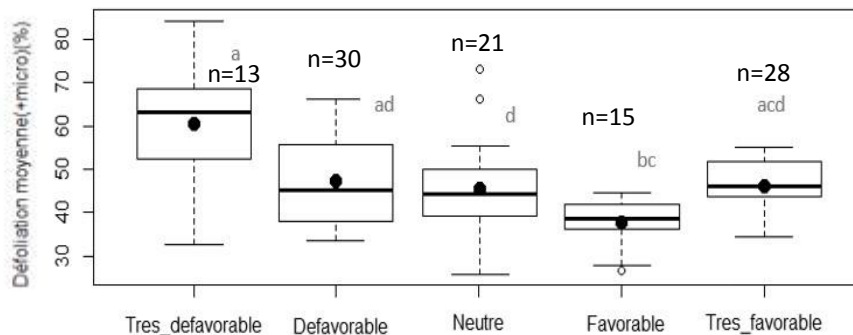 Défoliation moyenne(+micro)(%)
80
70
60
50
40
30
a
n=13
n=30
ad
n=21
d
n=15
bc
n=28
acd
Tres_defavorable
Defavorable
Neutre
Favorable
Tres_favorable